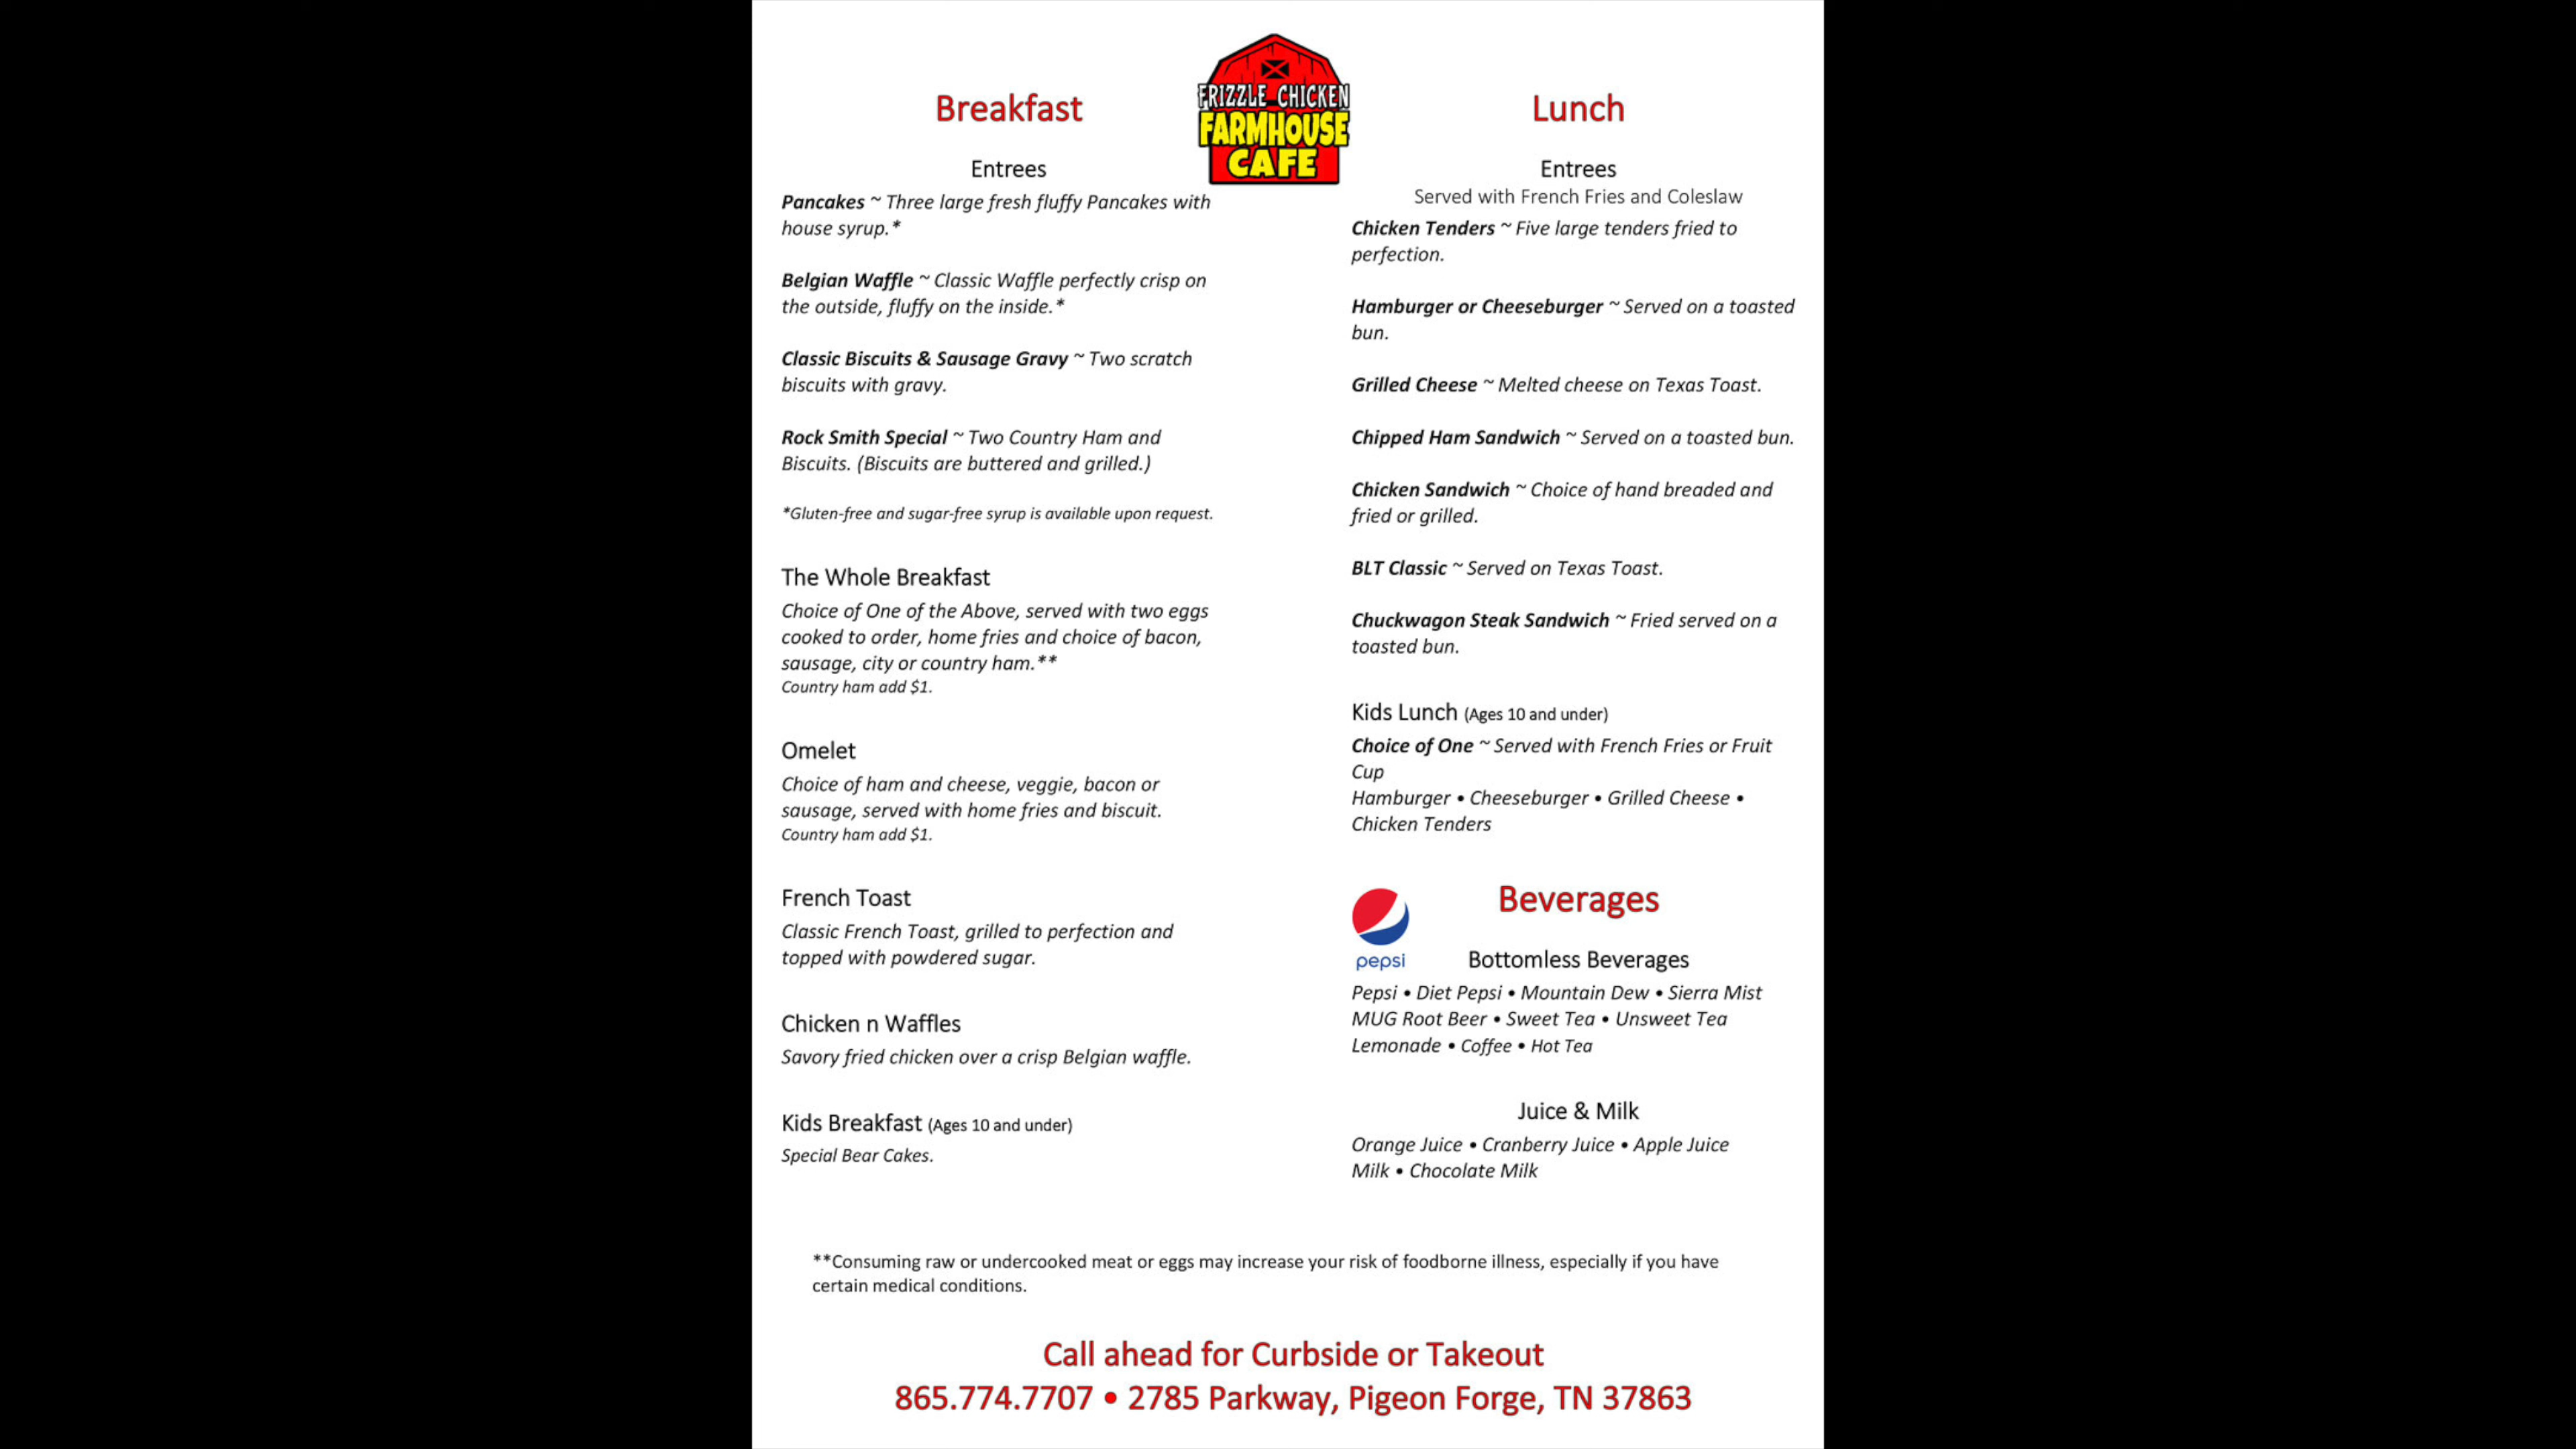 FRIZZLE CHICKEN
FARMHOUSE
CAFE
Breakfast
Entrees
Pancakes ~ Three large fresh fluffy Pancakes with
house syrup.*
Belgian Waffle ~ Classic Waffle perfectly crisp on
the outside, fluffy on the inside.*
Classic Biscuits & Sausage Gravy ~ Two scratch
biscuits with gravy.
Rock Smith Special ~ Two Country Ham and
Biscuits. (Biscuits are buttered and grilled.)
*Gluten-free and sugar-free syrup is available upon request.
The Whole Breakfast
Choice of One of the Above, served with two eggs
cooked to order, home fries and choice of bacon,
sausage, city or country ham.**
Country ham add $1.
Omelet
Choice of ham and cheese, veggie, bacon or
sausage, served with home fries and biscuit.
Country ham add $1.
French Toast
Classic French Toast, grilled to perfection and
topped with powdered sugar.
Chicken n Waffles
Savory fried chicken over a crisp Belgian waffle.
Kids Breakfast (Ages 10 and under)
Special Bear Cakes.
Lunch
Entrees
Served with French Fries and Coleslaw
Chicken Tenders ~ Five large tenders fried to
perfection.
Hamburger or Cheeseburger ~ Served on a toasted
bun.
Grilled Cheese ~ Melted cheese on Texas Toast.
Chipped Ham Sandwich ~ Served on a toasted bun.
Chicken Sandwich ~ Choice of hand breaded and
fried or grilled.
BLT Classic ~ Served on Texas Toast.
Chuckwagon Steak Sandwich ~ Fried served on a
toasted bun.
Kids Lunch (Ages 10 and under)
Choice of One ~ Served with French Fries or Fruit
Cup
Hamburger • Cheeseburger • Grilled Cheese •
Chicken Tenders
Beverages
pepsi
Bottomless Beverages
Pepsi • Diet Pepsi • Mountain Dew • Sierra Mist
MUG Root Beer • Sweet Tea • Unsweet Tea
Lemonade • Coffee • Hot Tea
Juice & Milk
Orange Juice • Cranberry Juice • Apple Juice
Milk • Chocolate Milk
**Consuming raw or undercooked meat or eggs may increase your risk of foodborne illness, especially if you have
certain medical conditions.
Call ahead for Curbside or Takeout
865.774.7707 • 2785 Parkway, Pigeon Forge, TN 37863